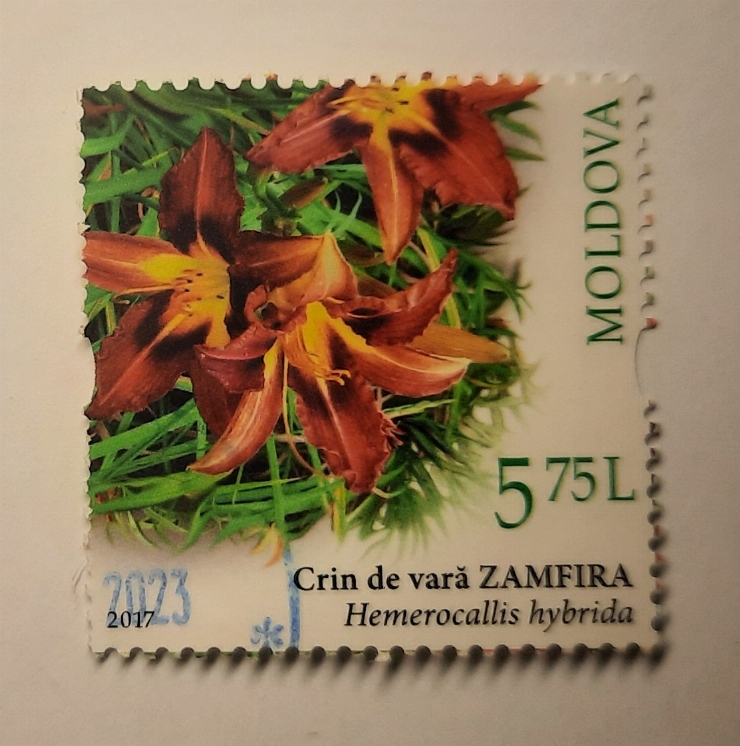 MOLDOVA
5 75 L
Crin de vară ZAMFIRA
Hemerocallis hybrida
2023
2017